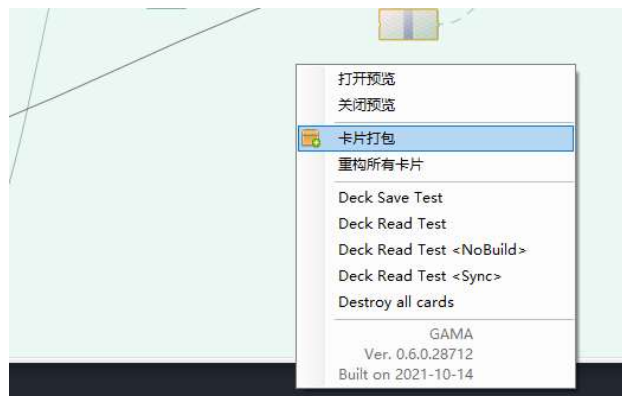 打开预览
关闭预览
卡片打包
重构所有卡片
Deck Save Test
Deck Read Test
Deck Read Test <NoBuild>
Deck Read Test <Sync>
Destroy all cards
GAMA
Ver. 0.6.0.28712
Built on 2021-10-14